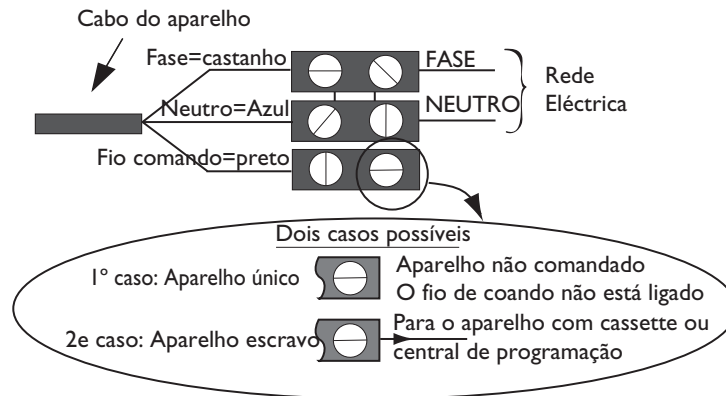 Cabo do aparelho
Fase=castanho
FASE
Rede
Eléctrica
Neutro=Azul
NEUTRO
Fio comando=preto
Dois casos possíveis
1º caso: Aparelho único
Aparelho não comandado
O fio de coando não está ligado
2e caso: Aparelho escravo
Para o aparelho com cassette ou
central de programação